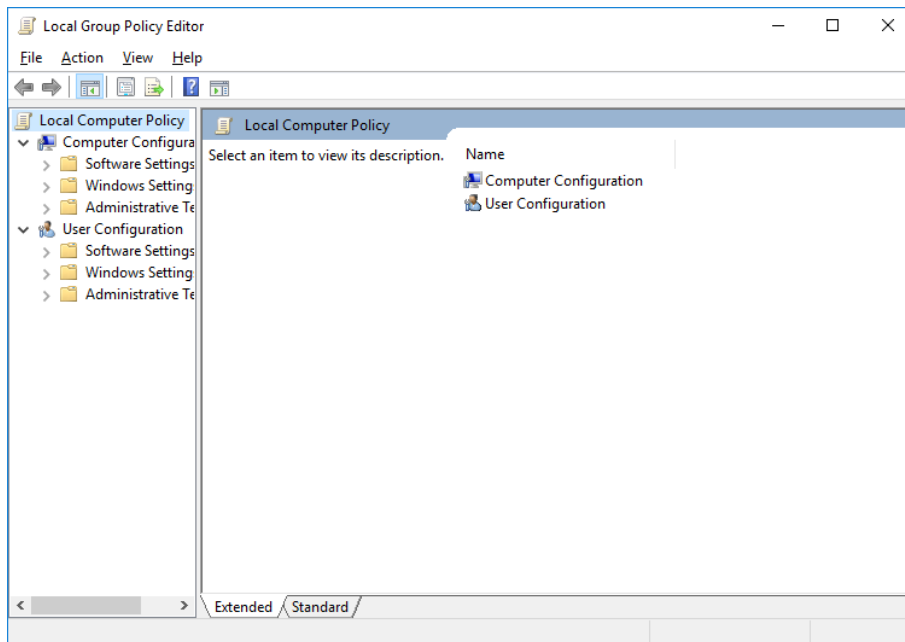 Local Group Policy Editor
File Action View Help
Local Computer Policy
Computer Configura
Software Settings
Windows Setting
Administrative Te
User Configuration
Software Settings
Windows Setting
Administrative Te
Local Computer Policy
Select an item to view its description.
Name
Computer Configuration
User Configuration
Extended Standard